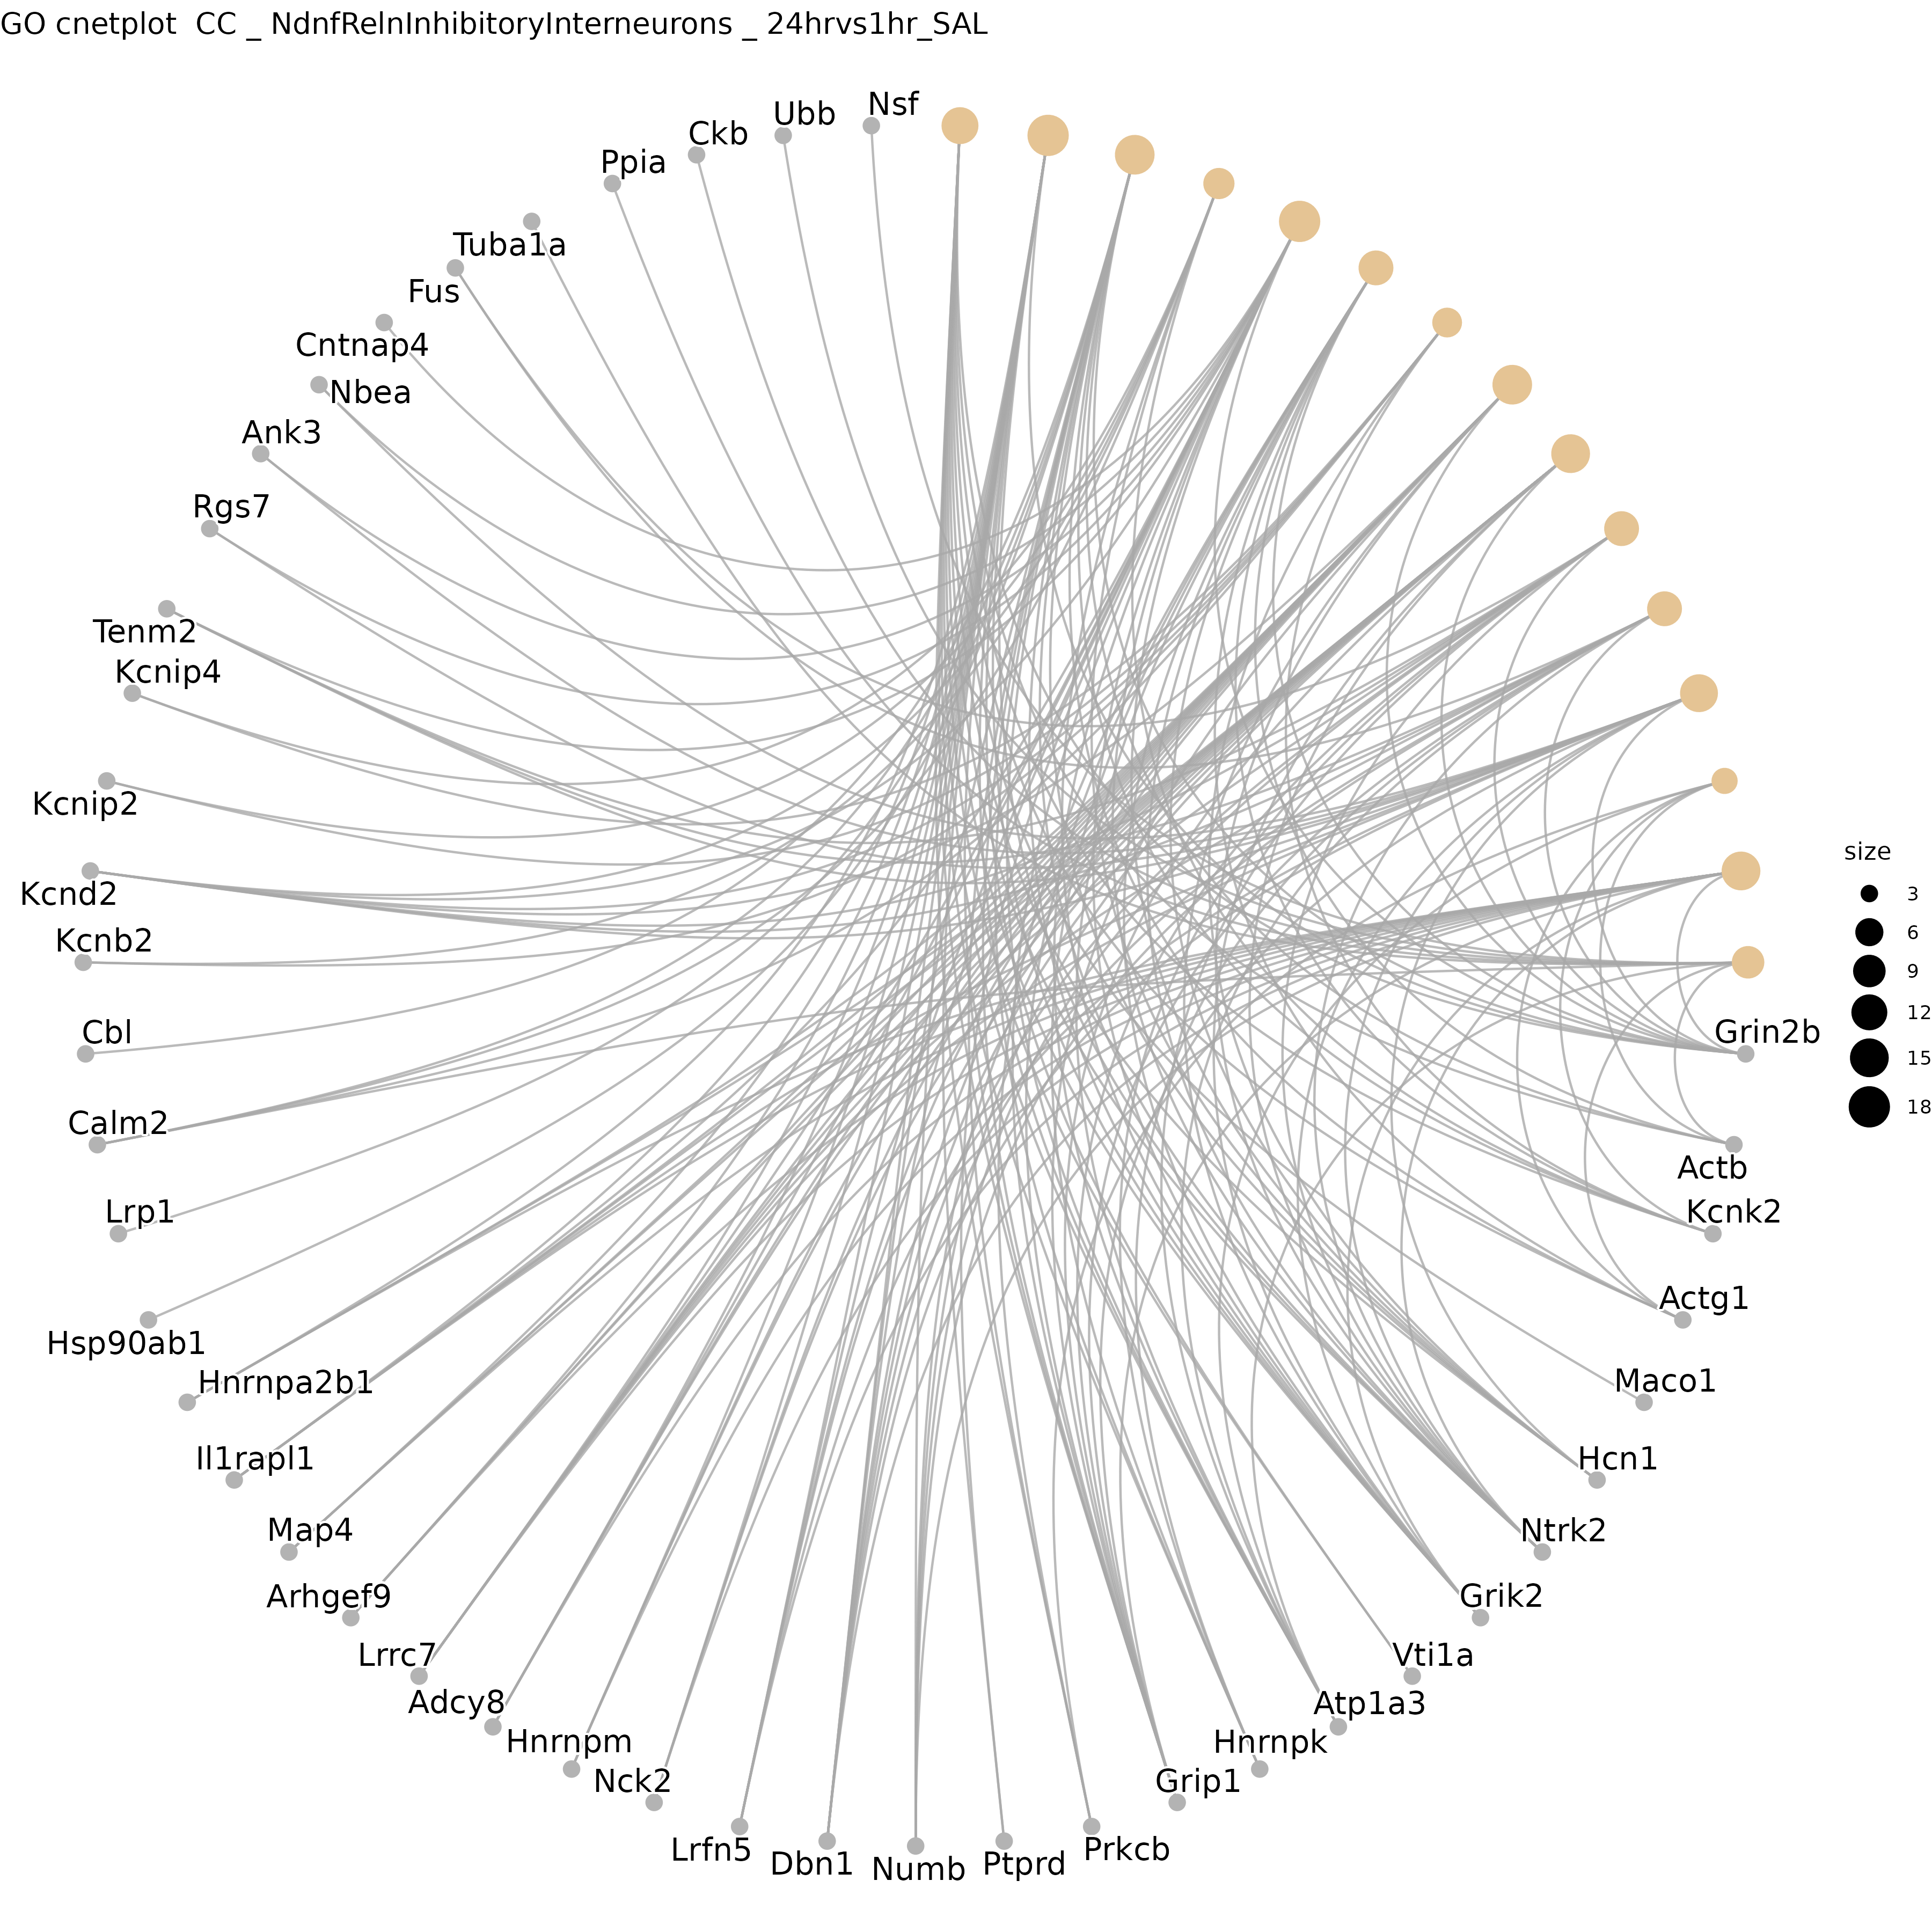 GO cnetplot  CC _ NdnfRelnInhibitoryInterneurons _ 24hrvs1hr_SAL
Nsf
Ubb
Ckb
Ppia
Tuba1a
Fus
Cntnap4
Nbea
Ank3
Rgs7
Tenm2
Kcnip4
Kcnip2
Kcnd2
Kcnb2
Cbl
Calm2
Lrp1
Hsp90ab1
Hnrnpa2b1
Il1rapl1
Map4
Arhgef9
Lrrc7
Adcy8
Hnrnpm
Nck2
Lrfn5
Dbn1
Numb
Ptprd
Prkcb
Grip1
Hnrnpk
Atp1a3
Vti1a
Grik2
Ntrk2
Hcn1
Maco1
Actg1
Kcnk2
Actb
Grin2b
size
3
6
9
12
15
18